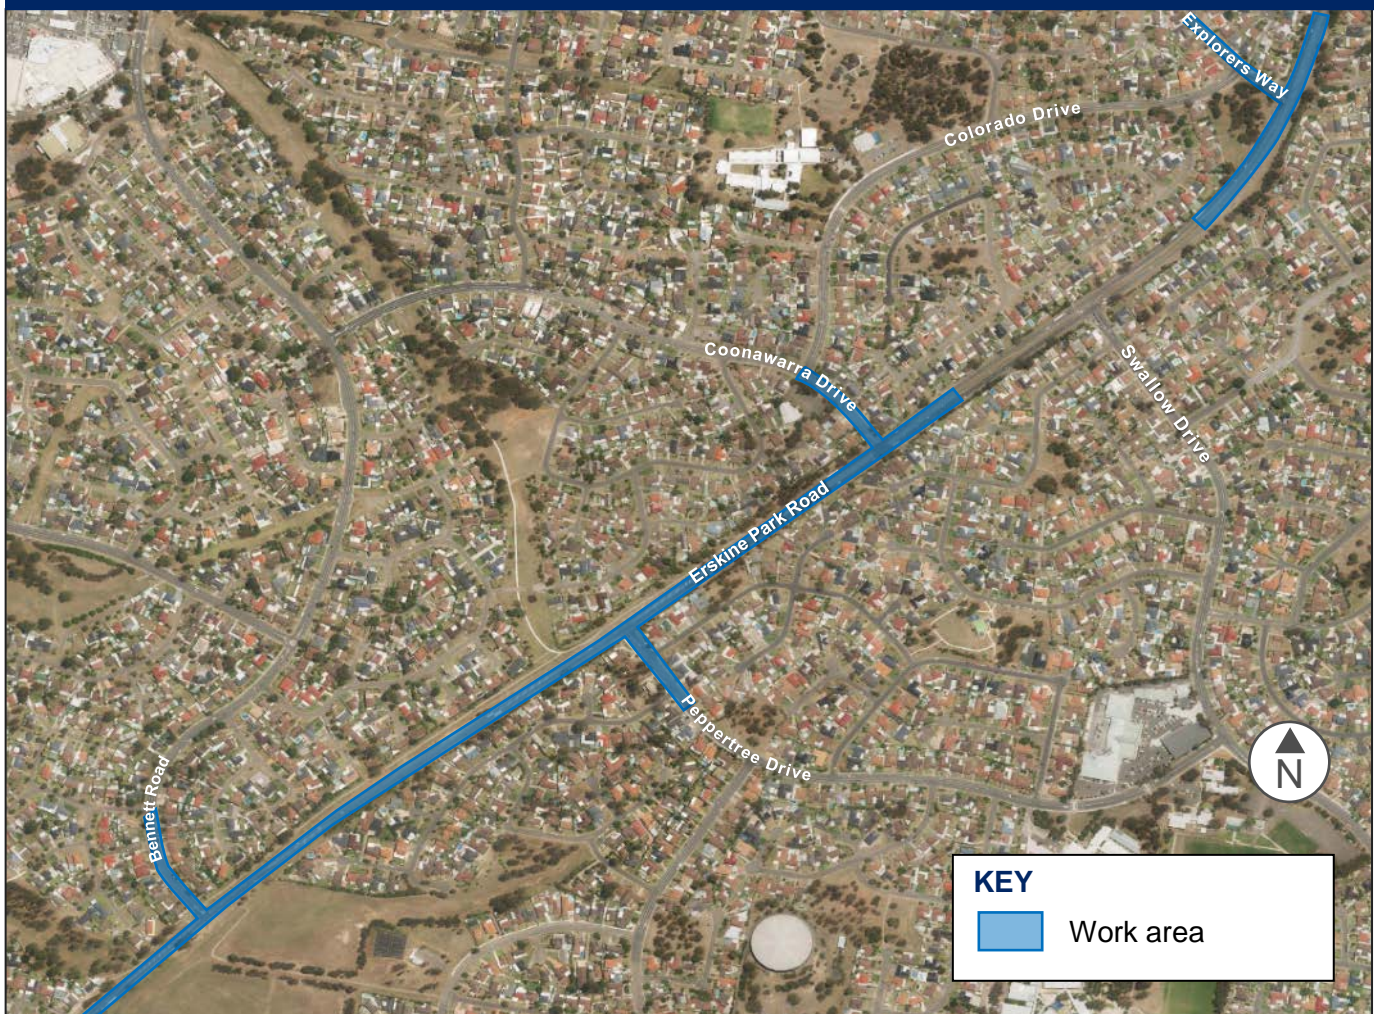 Explorers Way
Colorado Drive
Coonawarra Drive
Swallow Drive
Erskine Park Road
Peppertree Drive
Bennett Road
N
KEY
Work area